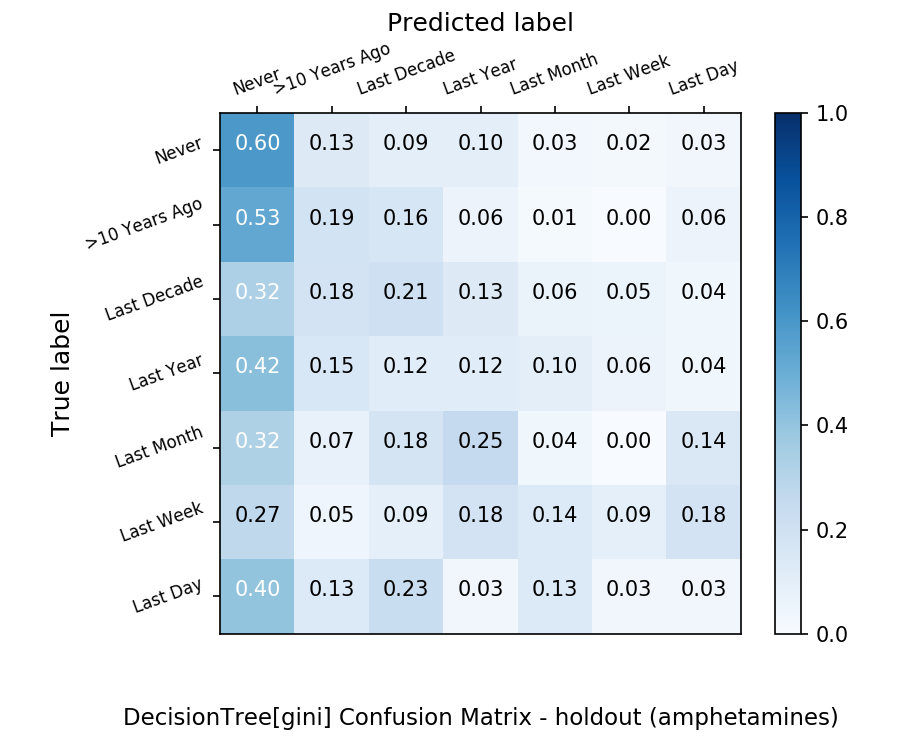 Predicted label
Never >10 Years Ago Last Decade Last Year Last Month Last Week Last Day
True label
Never 0.60 0.13 0.09 0.10 0.03 0.02 0.03
>10 Years Ago 0.53 0.19 0.16 0.06 0.01 0.00 0.06
Last Decade 0.32 0.18 0.21 0.13 0.06 0.05 0.04
Last Year 0.42 0.15 0.12 0.12 0.10 0.06 0.04
Last Month 0.32 0.07 0.18 0.25 0.04 0.00 0.14
Last Week 0.27 0.05 0.09 0.18 0.14 0.09 0.18
Last Day 0.40 0.13 0.23 0.03 0.13 0.03 0.03
1.0
0.8
0.6
0.4
0.2
0.0
DecisionTree[gini] Confusion Matrix - holdout (amphetamines)